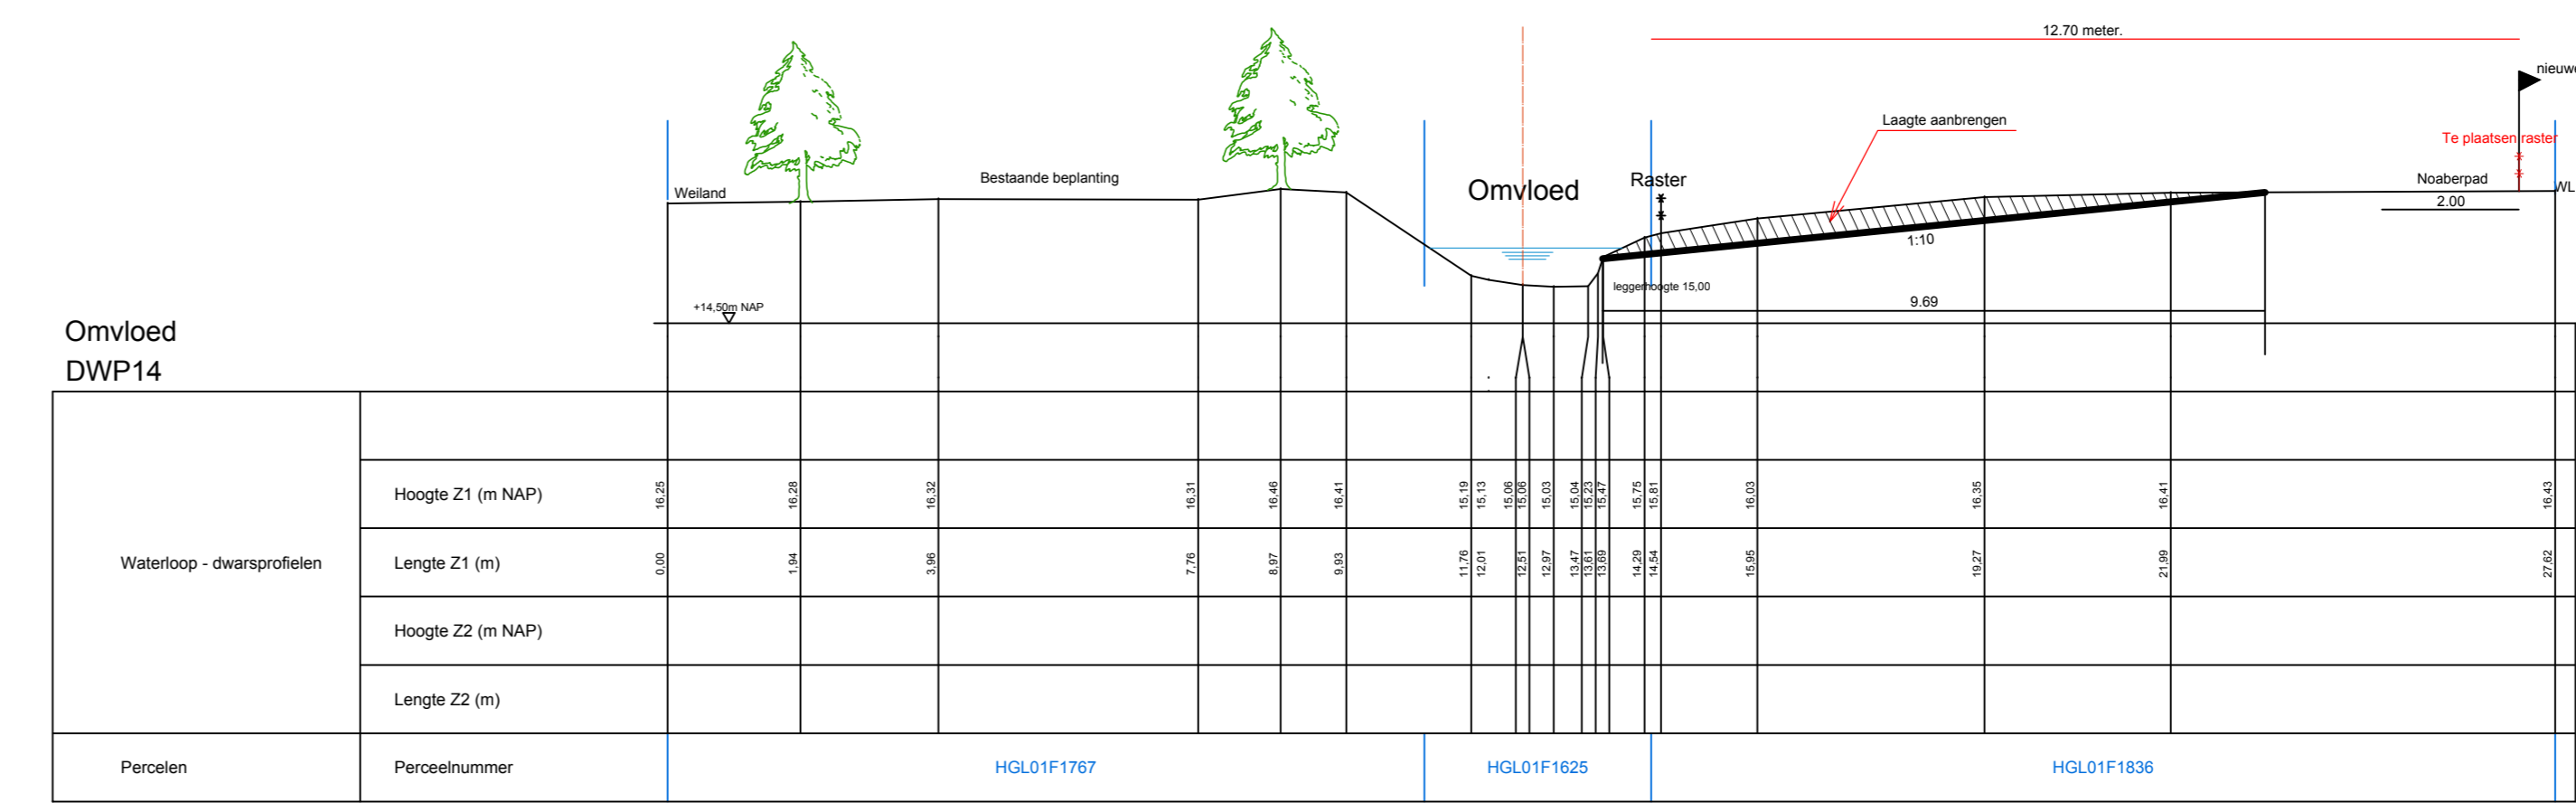 12.70 meter.
nieuwe
Laagte aanbrengen
Te plaatsen raster
Weiland
Bestaande beplanting
Omvloed
Raster
Noaberpad
WL
2.00
1:10
leggerhoogte 15,00
+14,50m NAP
9.69
Omvloed
DWP14
Hoogte Z1 (m NAP) 16,25 16,28 16,32 16,31 16,46 16,41 15,19 15,13 15,06 15,06 15,03 15,04 15,23 15,47 15,75 15,81 16,03 16,35 16,41 16,43
Waterloop - dwarsprofielen
Lengte Z1 (m) 0,00 1,94 3,96 7,76 8,97 9,93 11,76 12,01 12,51 12,97 13,47 13,61 13,69 14,29 14,54 15,95 19,27 21,99 27,62
Hoogte Z2 (m NAP)
Lengte Z2 (m)
Percelen Perceelnummer HGL01F1767 HGL01F1625 HGL01F1836